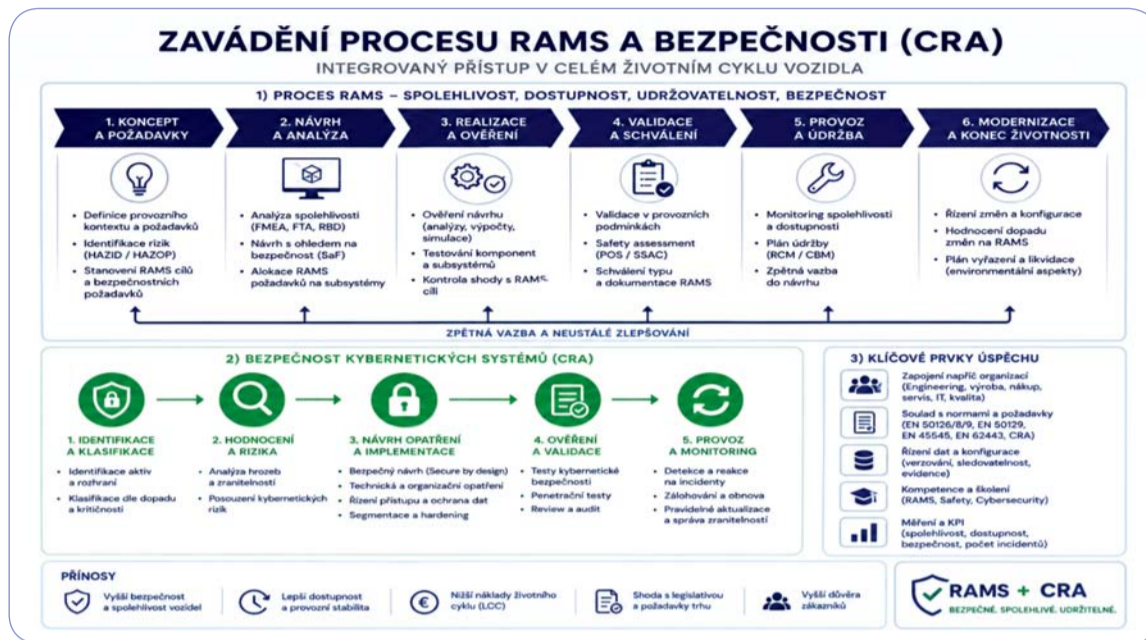 ZAVÁDĚNÍ PROCESU RAMS A BEZPEČNOSTI (CRA)
INTEGROVANÝ PŘÍSTUP V CELÉM ŽIVOTNÍM CYKLU VOZIDLA
1) PROCES RAMS – SPOLEHLIVOST, DOSTUPNOST, UDRŽOVATELNOST, BEZPEČNOST
1. KONCEPT
A POŽADAVKY
• Definice provozního
kontextu a požadavků
• Identifikace rizik
(HAZID / HAZOP)
• Stanovení RAMS cílů
a bezpečnostních
požadavků
2. NÁVRH
A ANALÝZA
• Analýza spolehlivosti
(FMEA, FTA, RBD)
• Návrh s ohledem na
bezpečnost (SaF)
• Alokace RAMS
požadavků na subsystémy
3. REALIZACE
A OVĚŘENÍ
• Ověření návrhu
(analýzy, výpočty,
simulace)
• Testování komponent
a subsystémů
• Kontrola shody s RAMS
cíli
4. VALIDACE
A SCHVÁLENÍ
• Validace v provozních
podmínkách
• Safety assessment
(POS / SSAC)
• Schválení typu
a dokumentace RAMS
5. PROVOZ
A ÚDRŽBA
• Monitoring spolehlivosti
a dostupnosti
• Plán údržby
(RCM / CBM)
• Zpětná vazba
do návrhu
6. MODERNIZACE
A KONEC ŽIVOTNOSTI
• Řízení změn a konfigurace
• Hodnocení dopadu
změn na RAMS
• Plán vyřazení a likvidace
(environmentální aspekty)
ZPĚTNÁ VAZBA A NEUSTÁLÉ ZLEPŠOVÁNÍ
2) BEZPEČNOST KYBERNETICKÝCH SYSTÉMŮ (CRA)
1. IDENTIFIKACE
A KLASIFIKACE
• Identifikace aktiv
a rozhraní
• Klasifikace dle dopadu
a kritičnosti
2. HODNOCENÍ
A RIZIKA
• Analýza hrozeb
a zranitelností
• Posouzení kybernetických
rizik
3. NÁVRH OPATŘENÍ
A IMPLEMENTACE
• Bezpečný návrh (Secure by design)
• Technická a organizační opatření
• Řízení přístupu a ochrana dat
• Segmentace a hardening
4. OVĚŘENÍ
A VALIDACE
• Testy kybernetické
bezpečnosti
• Penetrační testy
• Review a audit
5. PROVOZ
A MONITORING
• Detekce a reakce
na incidenty
• Zálohování a obnova
• Pravidelné aktualizace
a správa zranitelností
3) KLÍČOVÉ PRVKY ÚSPĚCHU
Zapojení napříč organizací
(Engineering, výroba, nákup,
servis, IT, kvalita)
Soulad s normami a požadavky
(EN 50126/8/9, EN 50129,
EN 45545, EN 62443, CRA)
Řízení dat a konfigurace
(verzování, sledovatelnost,
evidence)
Kompetence a školení
(RAMS, Safety, Cybersecurity)
Měření a KPI
(spolehlivost, dostupnost,
bezpečnost, počet incidentů)
PŘÍNOSY
Vyšší bezpečnost
a spolehlivost vozidel
Lepší dostupnost
a provozní stabilita
Nižší náklady životního
cyklu (LCC)
Shoda s legislativou
a požadavky trhu
Vyšší důvěra
zákazníků
RAMS + CRA
BEZPEČNÉ. SPOLEHLIVÉ. UDRŽITELNÉ.